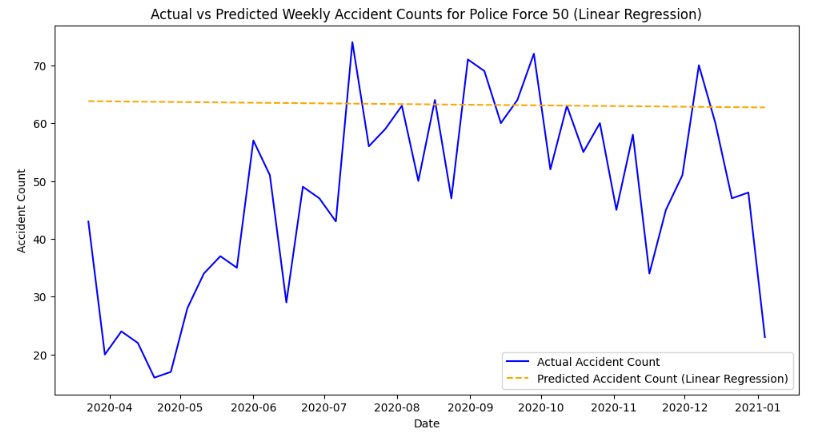 Actual vs Predicted Weekly Accident Counts for Police Force 50 (Linear Regression)
Accident Count
70
60
50
40
30
20
Actual Accident Count
Predicted Accident Count (Linear Regression)
2020-04 2020-05 2020-06 2020-07 2020-08 2020-09 2020-10 2020-11 2020-12 2021-01
Date